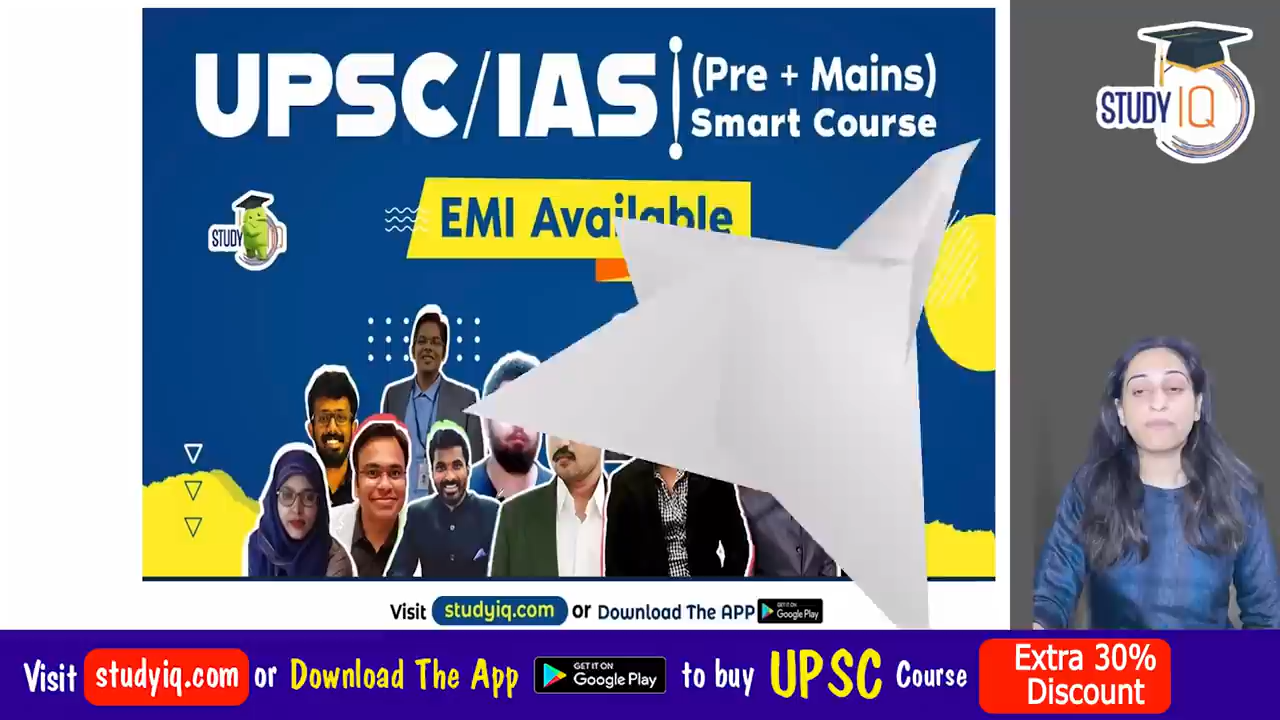 UPSC/IAS
(Pre + Mains)
Smart Course
STUDY IQ
EMI Available
STUDY IQ
Visit studyiq.com or Download The APP GET IT ON Google Play
Visit studyiq.com or Download The App GET IT ON Google Play to buy UPSC Course
Extra 30%
Discount